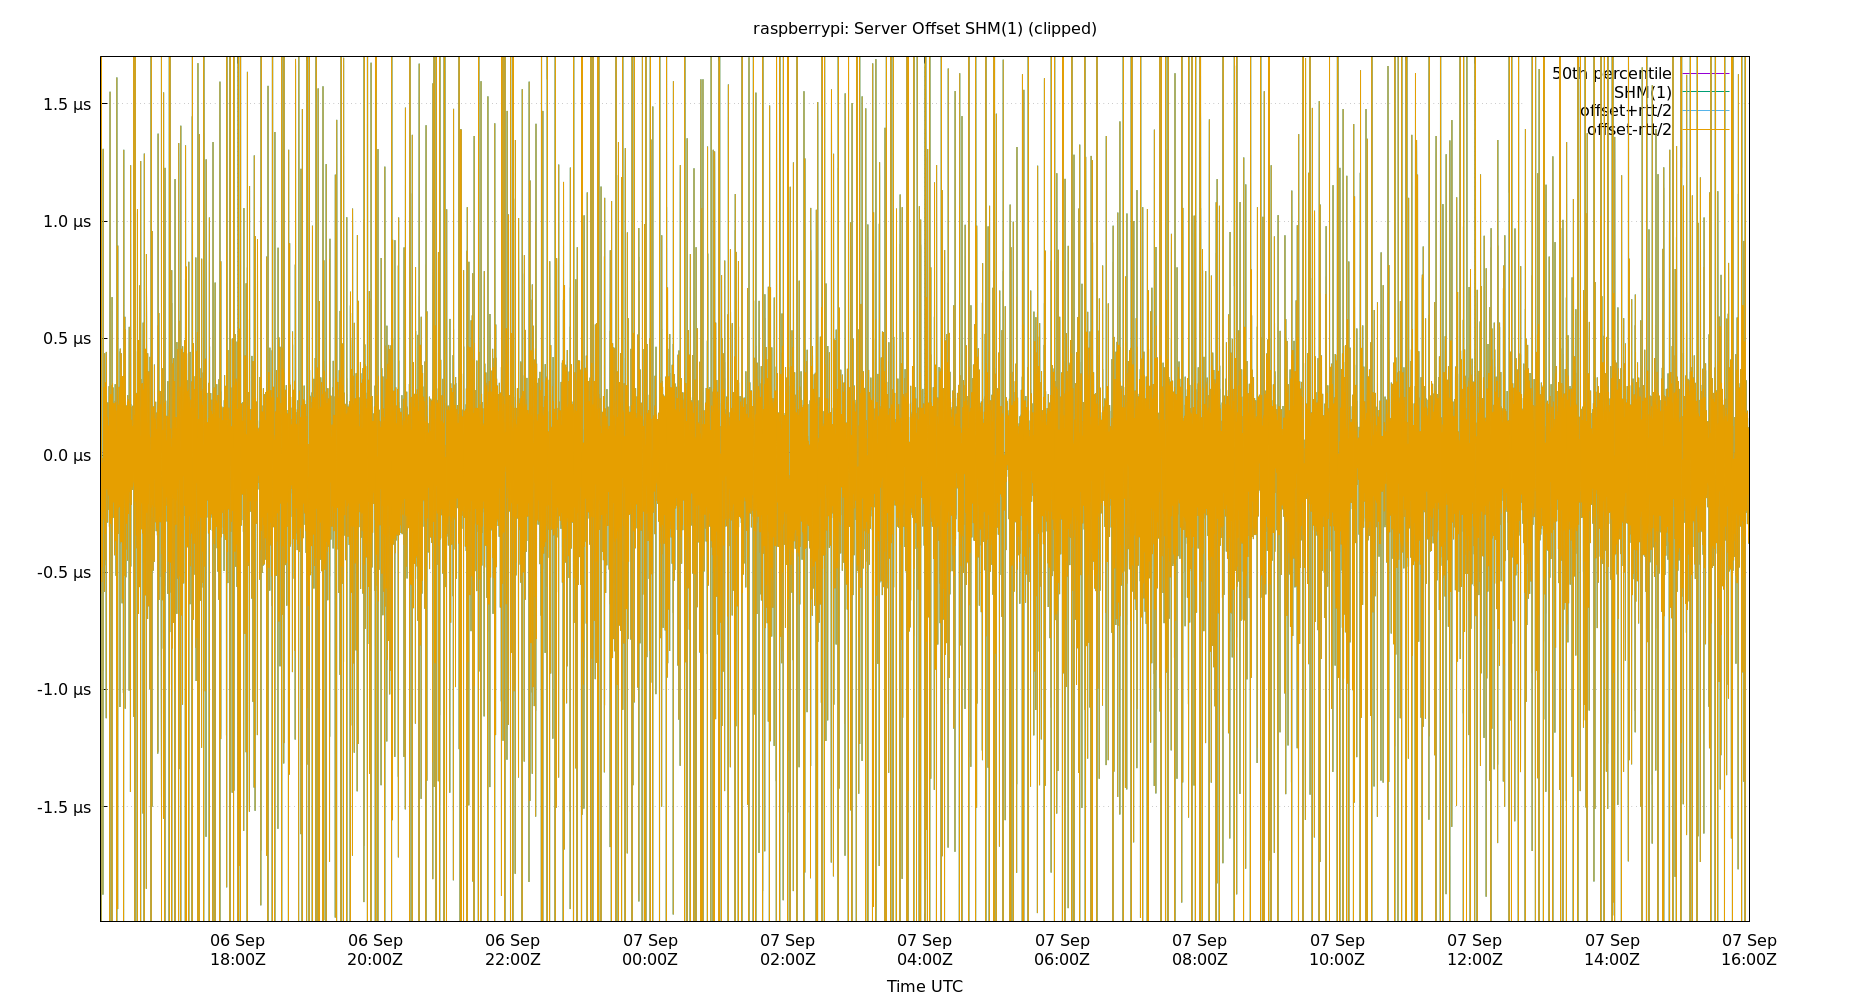 raspberrypi: Server Offset SHM(1) (clipped)
50th percentile
SHM(1)
offset+rtt/2
offset-rtt/2
1.5 µs
1.0 µs
0.5 µs
0.0 µs
-0.5 µs
-1.0 µs
-1.5 µs
06 Sep 06 Sep 06 Sep 07 Sep 07 Sep 07 Sep 07 Sep 07 Sep 07 Sep 07 Sep 07 Sep 07 Sep
18:00Z 20:00Z 22:00Z 00:00Z 02:00Z 04:00Z 06:00Z 08:00Z 10:00Z 12:00Z 14:00Z 16:00Z
Time UTC